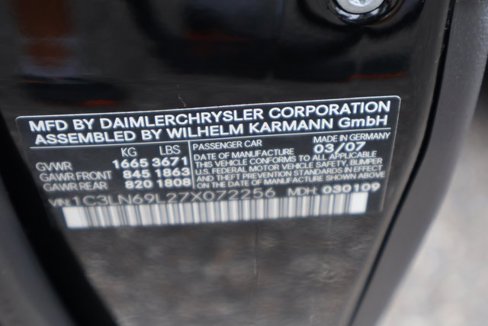 MFD BY DAIMLERCHRYSLER CORPORATION
ASSEMBLED BY WILHELM KARMANN GmbH
KG LBS
GVWR 1665 3671
GAWR FRONT 845 1863
GAWR REAR 820 1808
PASSENGER CAR MADE IN GERMANY
DATE OF MANUFACTURE 03/07
THIS VEHICLE CONFORMS TO ALL APPLICABLE
U.S.A. FEDERAL MOTOR VEHICLE SAFETY, BUMPER
AND THEFT PREVENTION STANDARDS IN EFFECT
ON THE DATE OF MANUFACTURE SHOWN ABOVE
VIN: 1C3LN69L27X072256 MDH: 030109